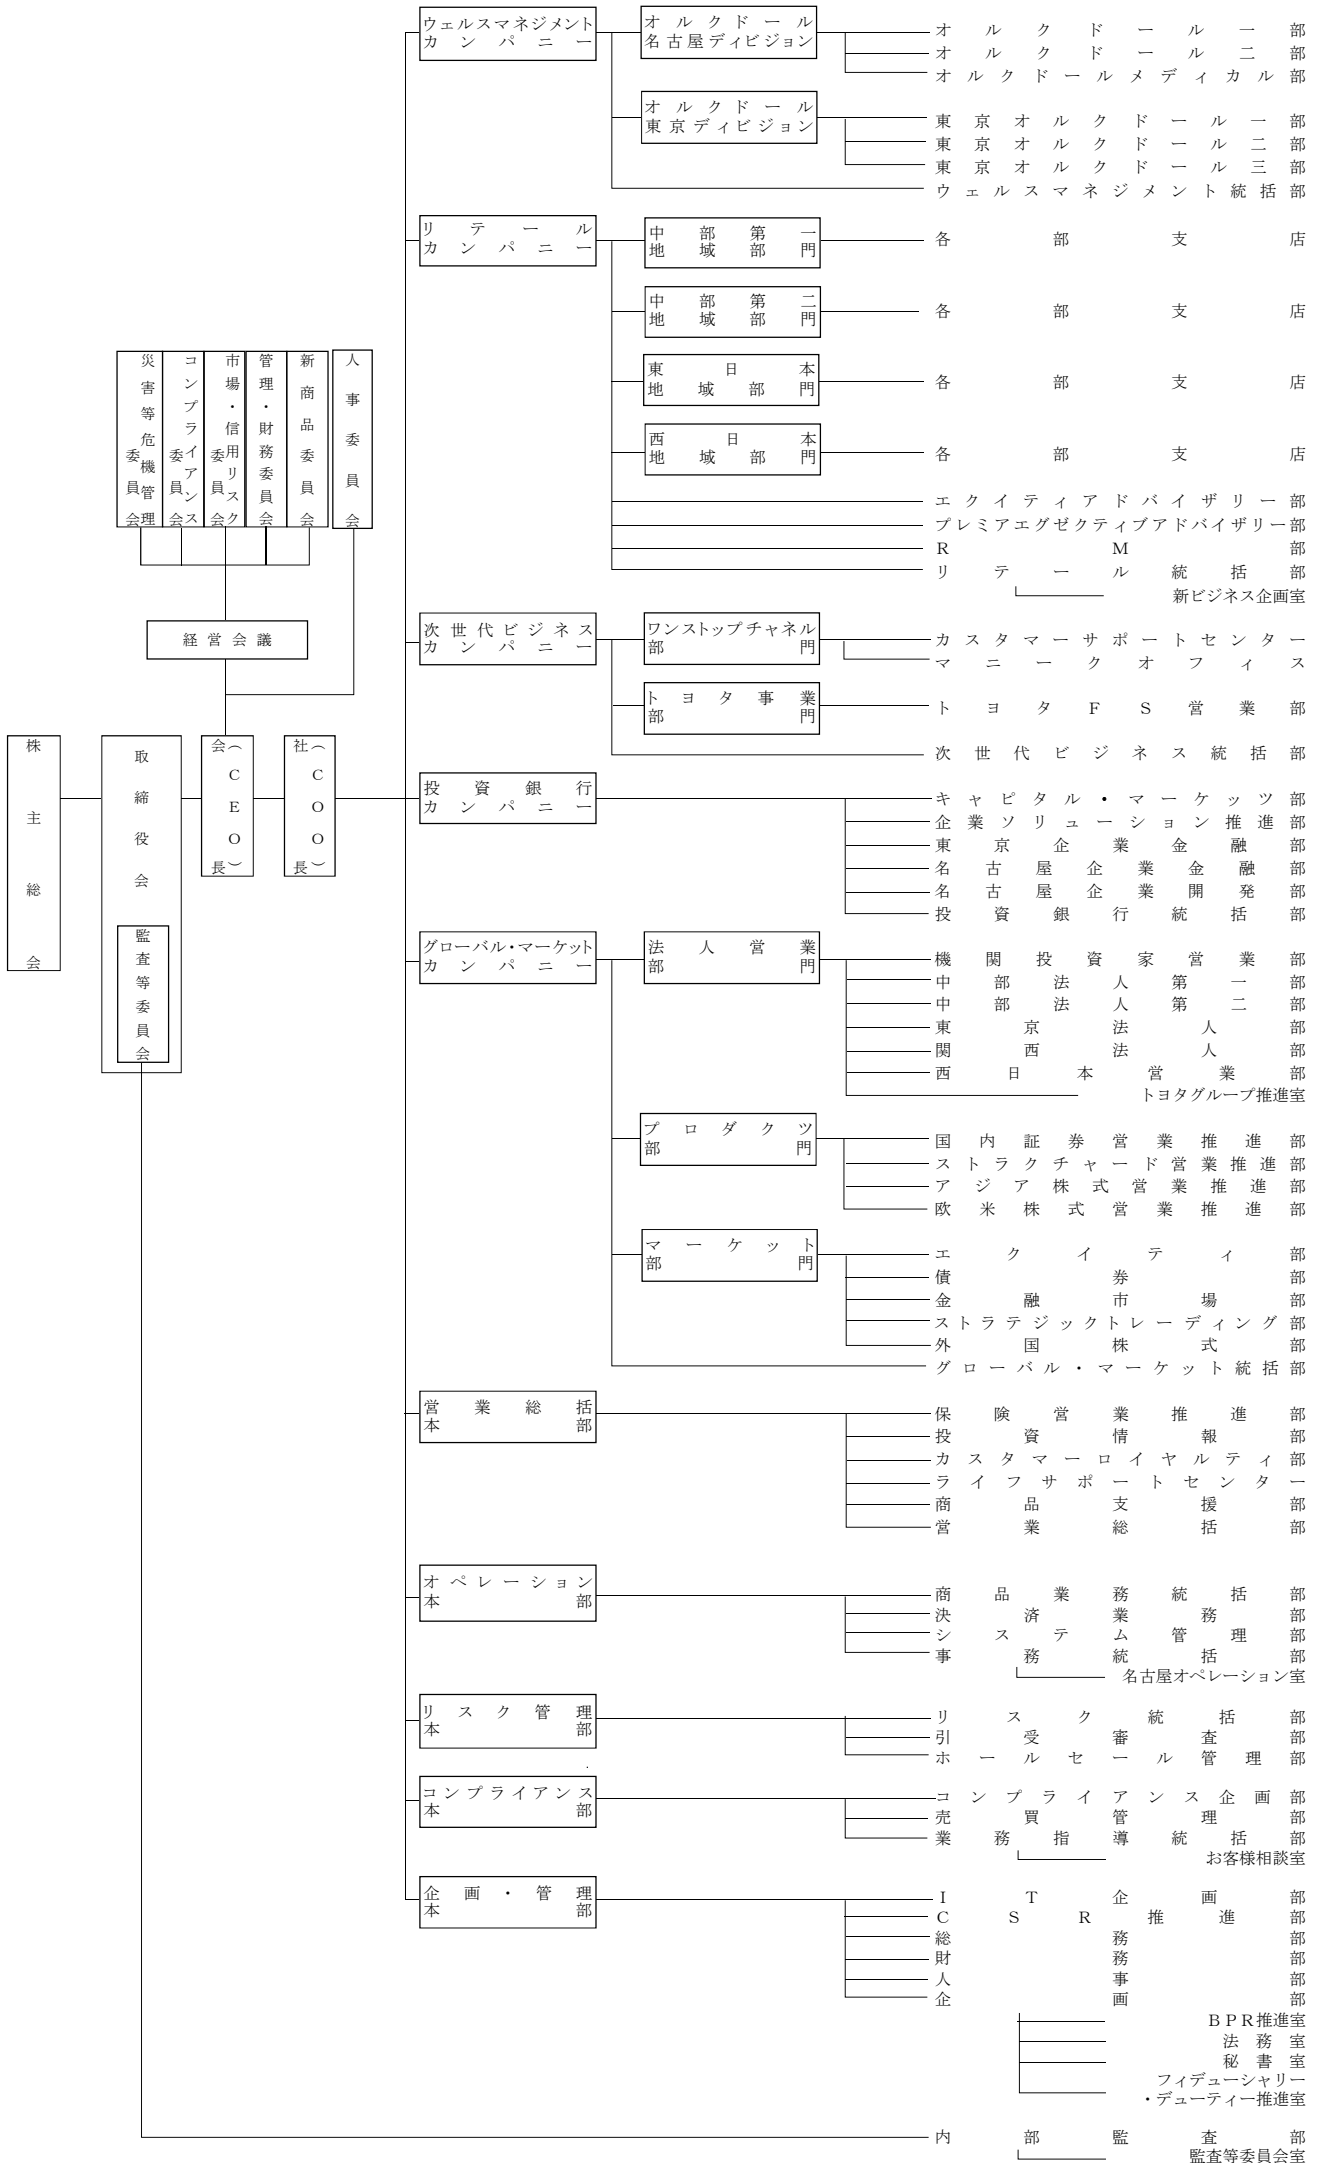 株主総会
取締役会
監査等委員会
会長
(CEO)
社長
(COO)
経営会議
災害等危機管理
委員会
コンプライアンス
委員会
市場・信用リスク
委員会
管理・財務委員会
新商品委員会
人事委員会
ウェルスマネジメント
カンパニー
オルクドール
名古屋ディビジョン
オルクドール一部
オルクドール二部
オルクドールメディカル部
オルクドール
東京ディビジョン
東京オルクドール一部
東京オルクドール二部
東京オルクドール三部
ウェルスマネジメント統括部
リテール
カンパニー
中部第一
地域部門
各部支店
中部第二
地域部門
各部支店
東日本
地域部門
各部支店
西日本
地域部門
各部支店
エクイティアドバイザリー部
プレミアエグゼクティブアドバイザリー部
RM部
リテール統括部
新ビジネス企画室
次世代ビジネス
カンパニー
ワンストップチャネル
部門
カスタマーサポートセンター
マニークオフィス
トヨタ事業
部門
トヨタFS営業部
次世代ビジネス統括部
投資銀行
カンパニー
キャピタル・マーケッツ部
企業ソリューション推進部
東京企業金融部
名古屋企業金融部
名古屋企業開発部
投資銀行統括部
グローバル・マーケット
カンパニー
法人営業
部門
機関投資家営業部
中部法人第一部
中部法人第二部
東京法人部
関西法人部
西日本営業部
トヨタグループ推進室
プロダクツ
部門
国内証券営業推進部
ストラクチャード営業推進部
アジア株式営業推進部
欧米株式営業推進部
マーケット
部門
エクイティ部
債券部
金融市場部
ストラテジックトレーディング部
外国株式部
グローバル・マーケット統括部
営業総括
本部
保険営業推進部
投資情報部
カスタマーロイヤルティ部
ライフサポートセンター
商品支援部
営業総括部
オペレーション
本部
商品業務統括部
決済業務部
システム管理部
事務統括部
名古屋オペレーション室
リスク管理
本部
リスク統括部
引受審査部
ホールセール管理部
コンプライアンス
本部
コンプライアンス企画部
売買管理部
業務指導統括部
お客様相談室
企画・管理
本部
IT企画部
CSR推進部
総務部
財務部
人事部
企画部
BPR推進室
法務室
秘書室
フィデューシャリー
・デューティー推進室
内部監査部
監査等委員会室